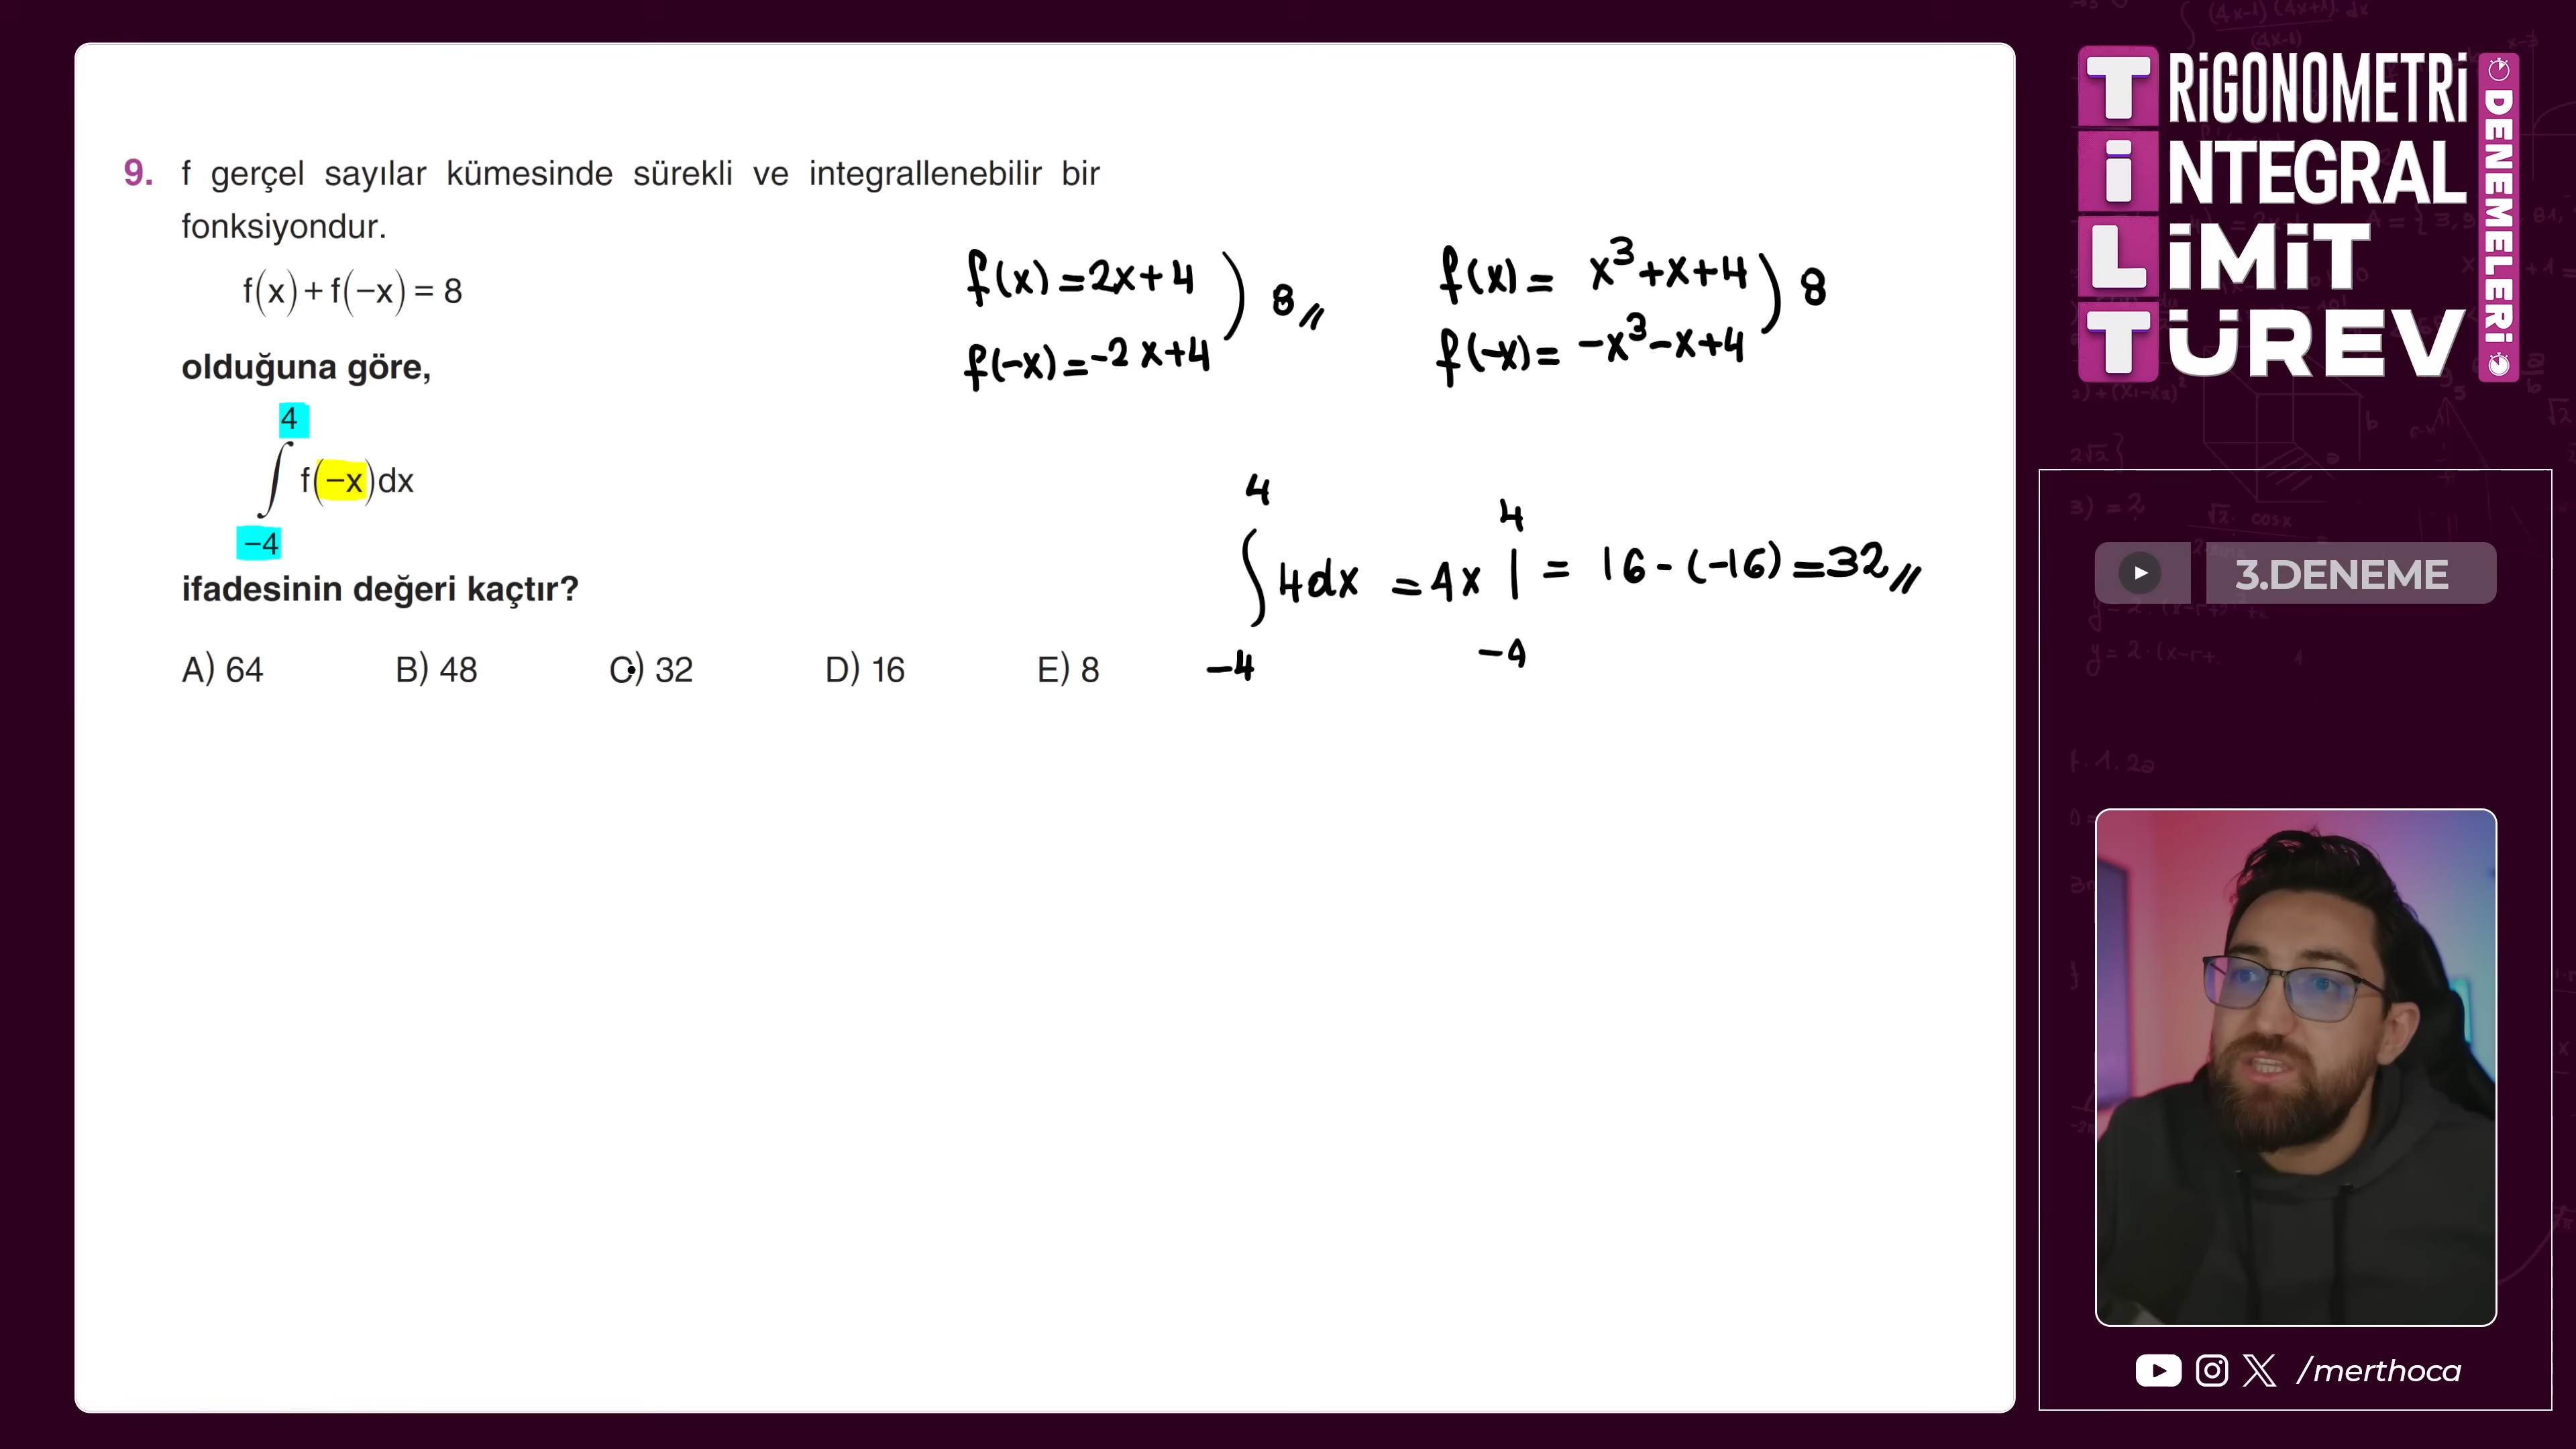 9. f gerçel sayılar kümesinde sürekli ve integrallenebilir bir
fonksiyondur.
f(x) + f(−x) = 8
olduğuna göre,
4
∫ f(−x)dx
−4
ifadesinin değeri kaçtır?
A) 64 B) 48 C) 32 D) 16 E) 8
f(x) = 2x+4 ) 8 //
f(-x) = -2x+4
f(x) = x³+x+4 ) 8
f(-x) = -x³-x+4
4 4
∫ 4dx = 4x | = 16-(-16) = 32 //
-4 -4
TRİGONOMETRİ
İNTEGRAL
LİMİT
TÜREV
DENEMELERİ
3.DENEME
/merthoca